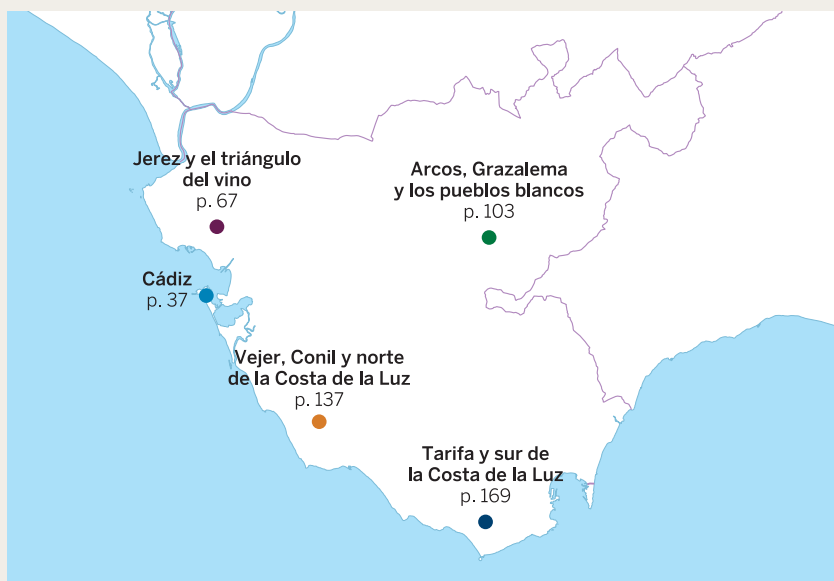 Jerez y el triángulo
del vino
p. 67
Arcos, Grazalema
y los pueblos blancos
p. 103
Cádiz
p. 37
Vejer, Conil y norte
de la Costa de la Luz
p. 137
Tarifa y sur de
la Costa de la Luz
p. 169